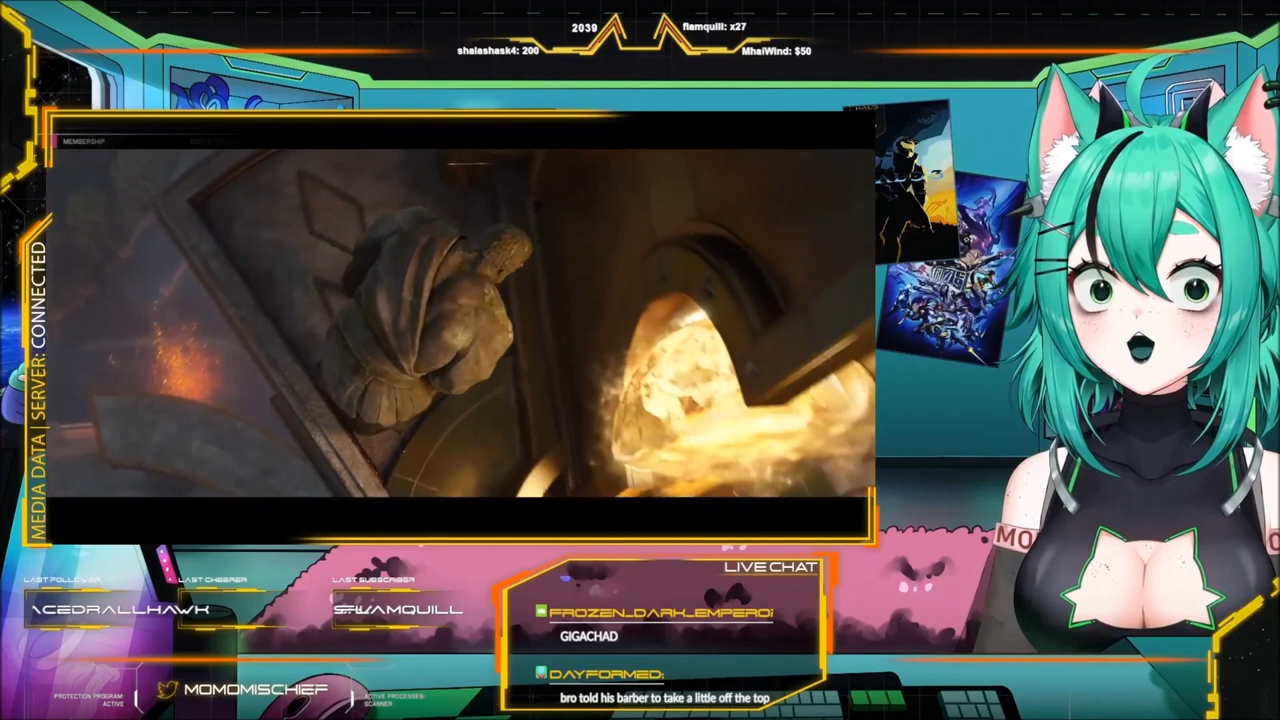 2039
flamquill: x27
shalashask4: 200
MhaiWind: $50
MEMBERSHIP
MEDIA DATA | SERVER: CONNECTED
MO
LIVE CHAT
FROZEN_DARK_EMPEROR
GIGACHAD
DAYFORMED:
bro told his barber to take a little off the top
LAST FOLLOWER
LAST CHEERER
LAST SUBSCRIBER
ACEDRALLHAWK
PROTECTION PROGRAM:
ACTIVE
MOMOMISCHIEF
ACTIVE PROCESSES:
SCANNER